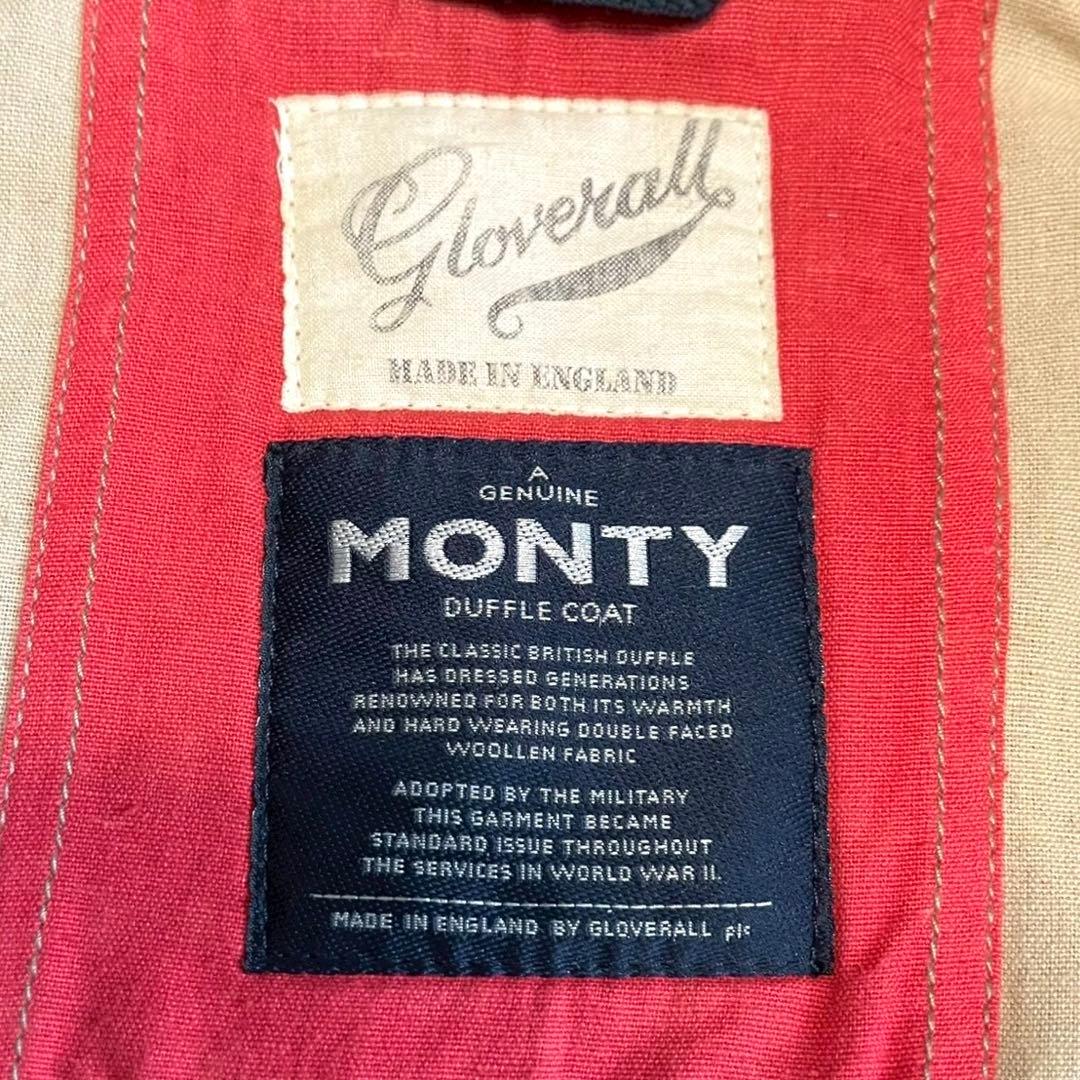 Gloverall
MADE IN ENGLAND
A
GENUINE
MONTY
DUFFLE COAT
THE CLASSIC BRITISH DUFFLE
HAS DRESSED GENERATIONS
RENOWNED FOR BOTH ITS WARMTH
AND HARD WEARING DOUBLE FACED
WOOLLEN FABRIC
ADOPTED BY THE MILITARY
THIS GARMENT BECAME
STANDARD ISSUE THROUGHOUT
THE SERVICES IN WORLD WAR II.
MADE IN ENGLAND BY GLOVERALL plc